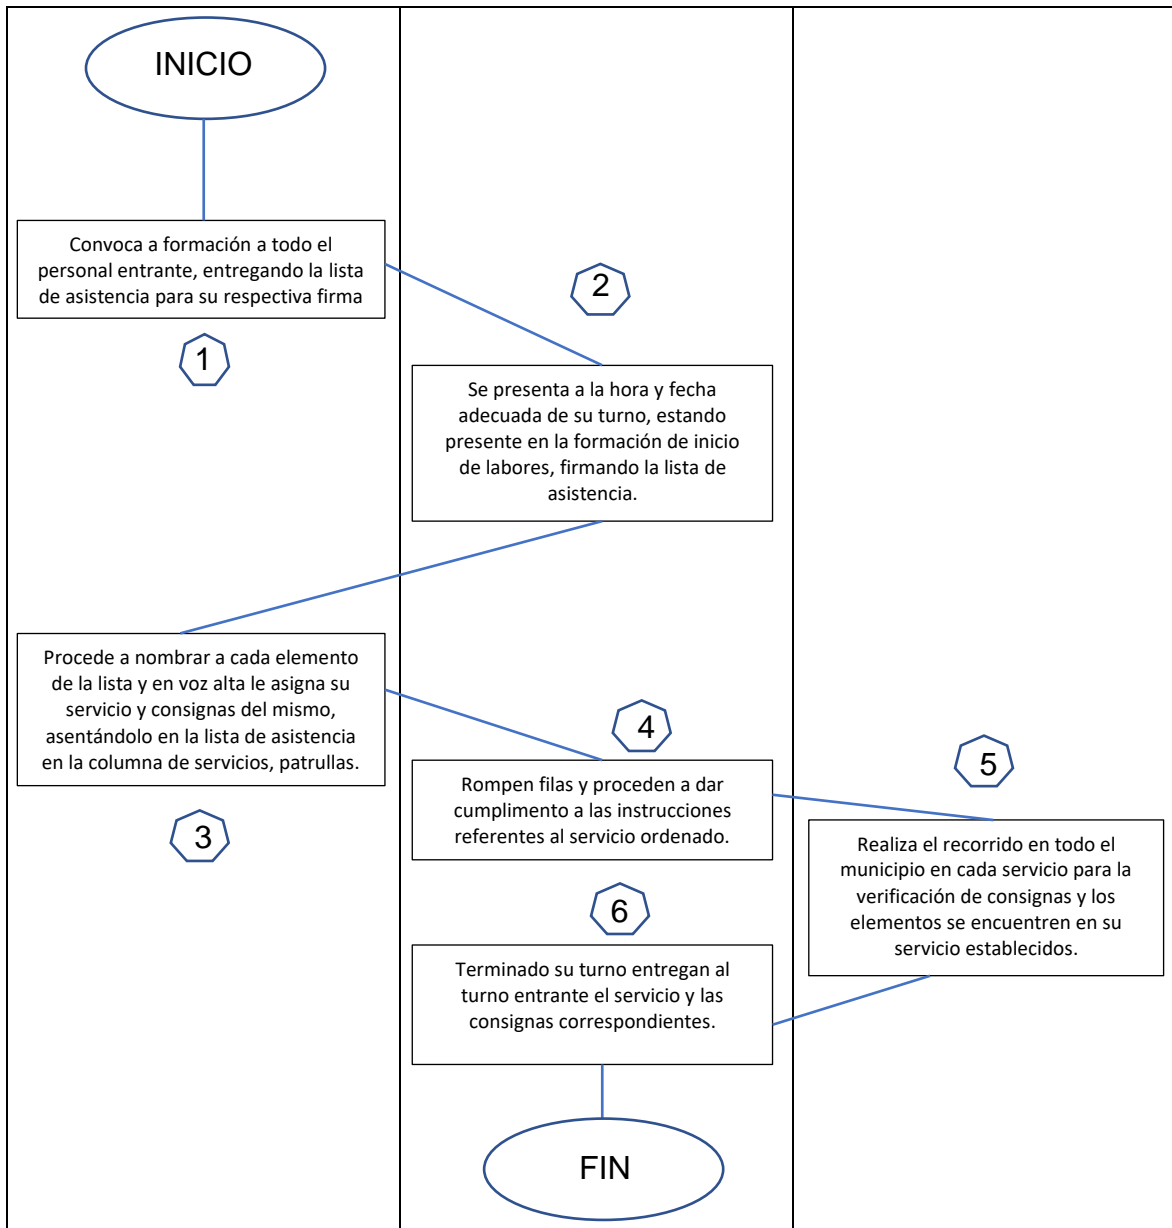 INICIO
Convoca a formación a todo el
personal entrante, entregando la lista
de asistencia para su respectiva firma
1
2
Se presenta a la hora y fecha
adecuada de su turno, estando
presente en la formación de inicio
de labores, firmando la lista de
asistencia.
Procede a nombrar a cada elemento
de la lista y en voz alta le asigna su
servicio y consignas del mismo,
asentándolo en la lista de asistencia
en la columna de servicios, patrullas.
3
4
Rompen filas y proceden a dar
cumplimento a las instrucciones
referentes al servicio ordenado.
5
Realiza el recorrido en todo el
municipio en cada servicio para la
verificación de consignas y los
elementos se encuentren en su
servicio establecidos.
6
Terminado su turno entregan al
turno entrante el servicio y las
consignas correspondientes.
FIN